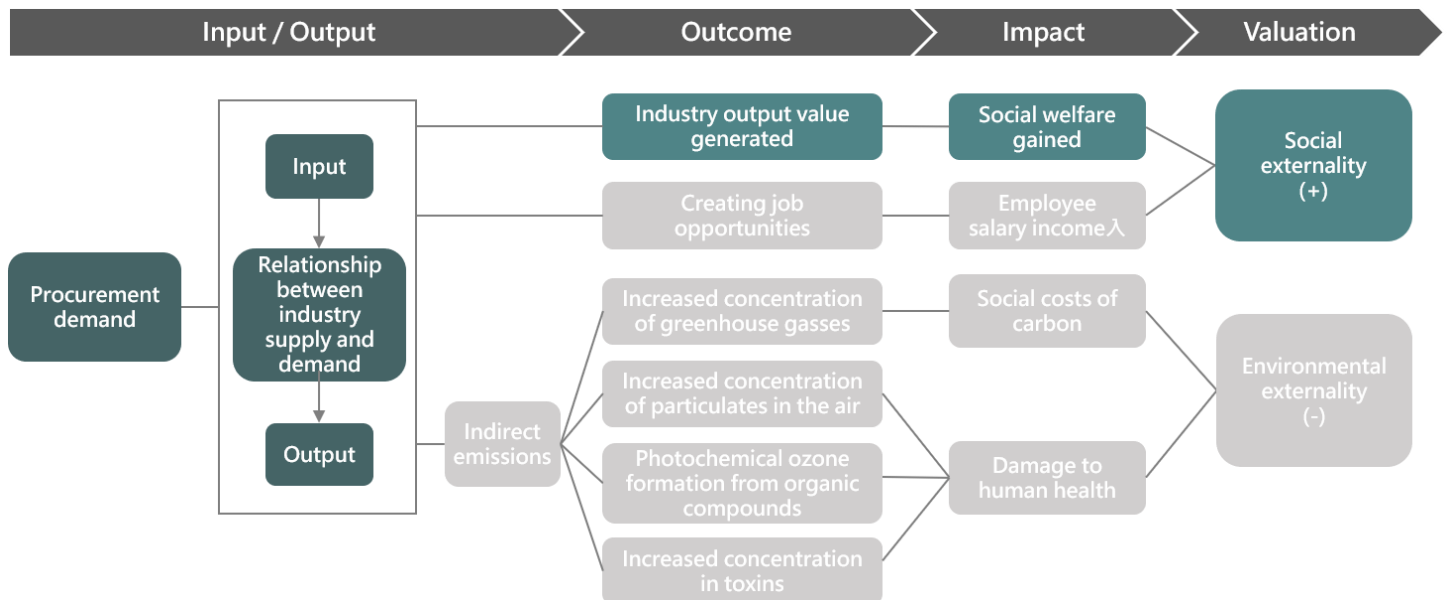 Input / Output
Outcome
Impact
Valuation
Procurement
demand
Input
Relationship
between
industry
supply and
demand
Output
Indirect
emissions
Industry output value
generated
Creating job
opportunities
Increased concentration
of greenhouse gasses
Increased concentration
of particulates in the air
Photochemical ozone
formation from organic
compounds
Increased concentration
in toxins
Social welfare
gained
Employee
salary income入
Social costs of
carbon
Damage to
human health
Social
externality
(+)
Environmental
externality
(-)